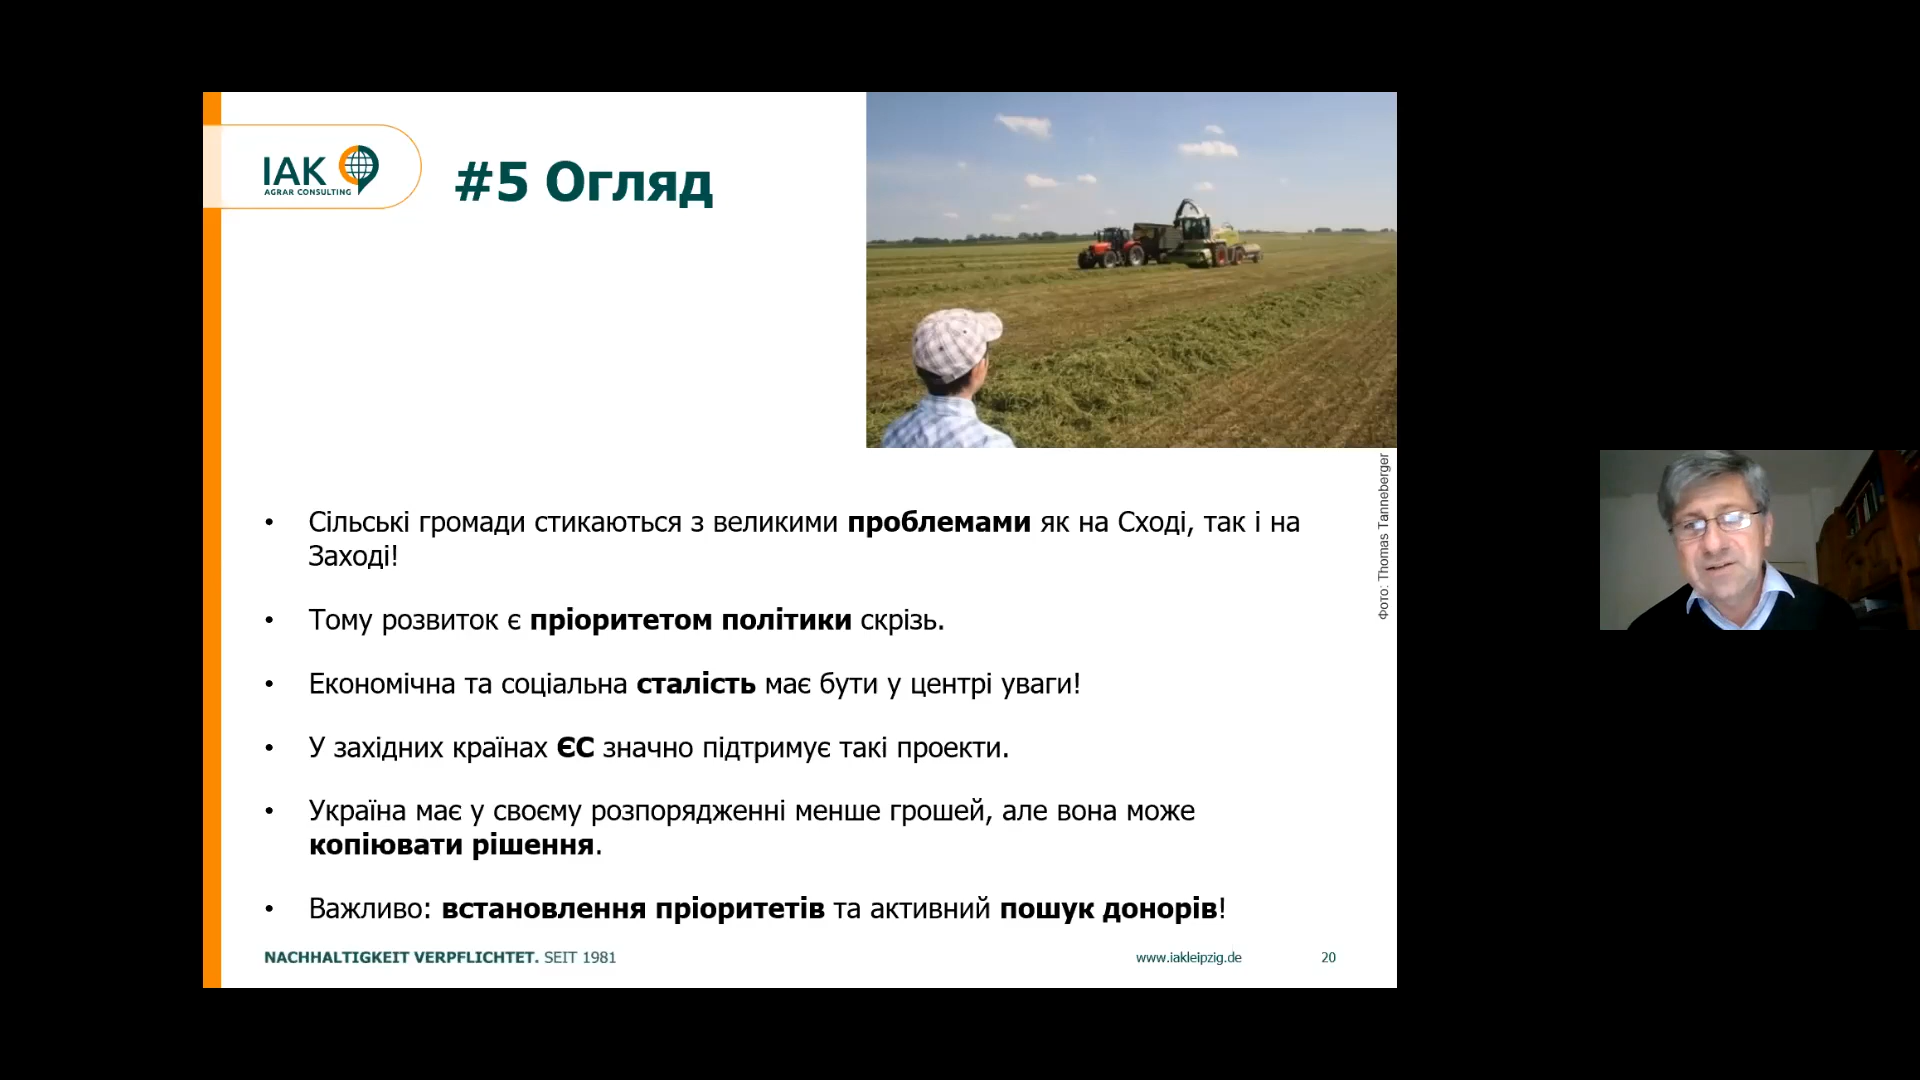 IAK
AGRAR CONSULTING
#5 Огляд
Фото: Thomas Tanneberger
• Сільські громади стикаються з великими проблемами як на Сході, так і на
Заході!
• Тому розвиток є пріоритетом політики скрізь.
• Економічна та соціальна сталість має бути у центрі уваги!
• У західних країнах ЄС значно підтримує такі проекти.
• Україна має у своєму розпорядженні менше грошей, але вона може
копіювати рішення.
• Важливо: встановлення пріоритетів та активний пошук донорів!
NACHHALTIGKEIT VERPFLICHTET. SEIT 1981
www.iakleipzig.de
20